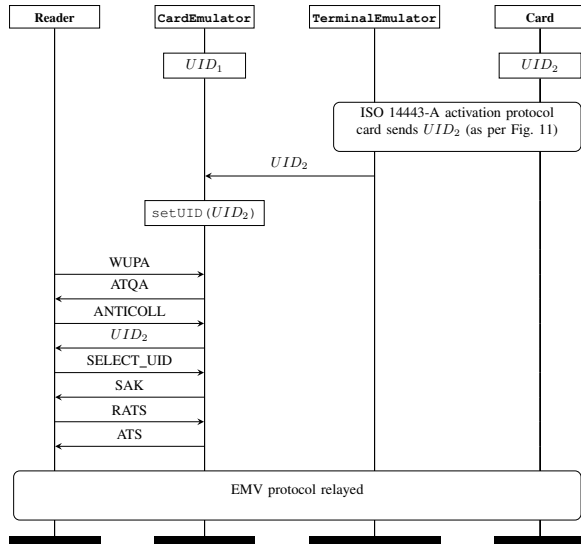 Reader CardEmulator TerminalEmulator Card
UID₁ UID₂
ISO 14443-A activation protocol
card sends UID₂ (as per Fig. 11)
UID₂
setUID(UID₂)
WUPA
ATQA
ANTICOLL
UID₂
SELECT_UID
SAK
RATS
ATS
EMV protocol relayed